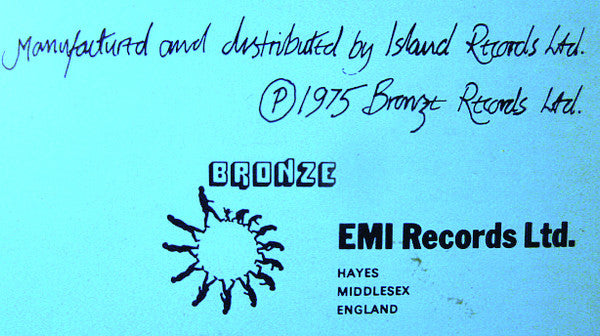 Manufactured and distributed by Island Records Ltd.
Ⓟ 1975 Bronze Records Ltd.
BRONZE
EMI Records Ltd.
HAYES
MIDDLESEX
ENGLAND